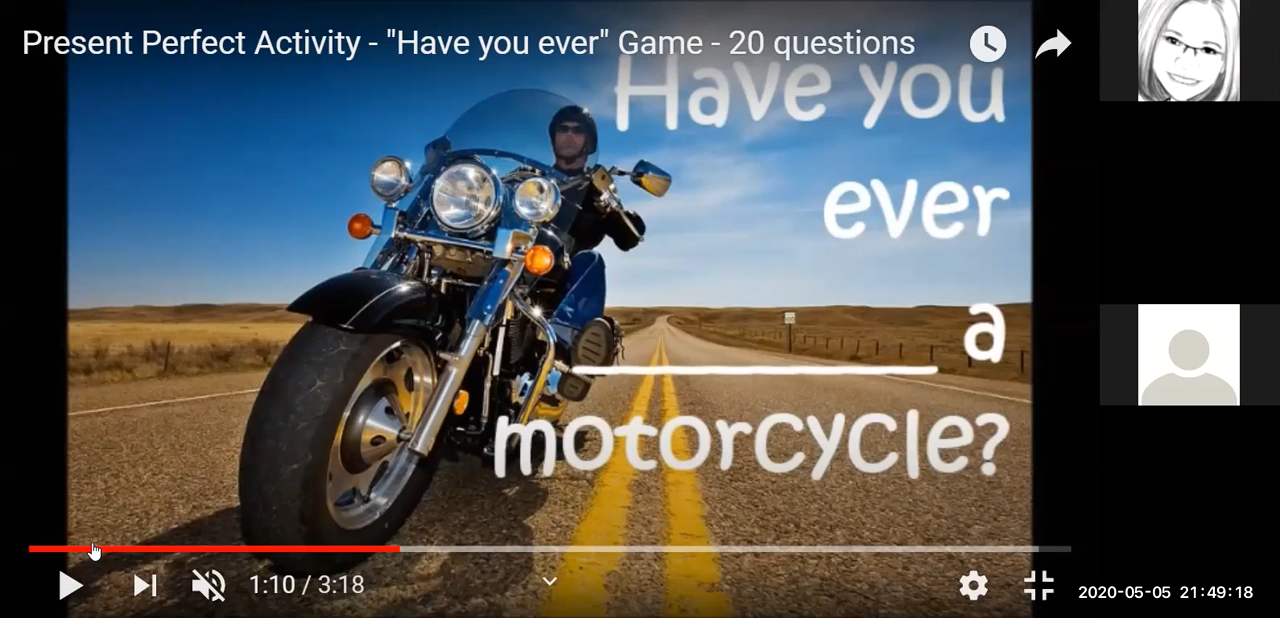 Present Perfect Activity - "Have you ever" Game - 20 questions
Have you
ever
a
motorcycle?
1:10 / 3:18
2020-05-05 21:49:18